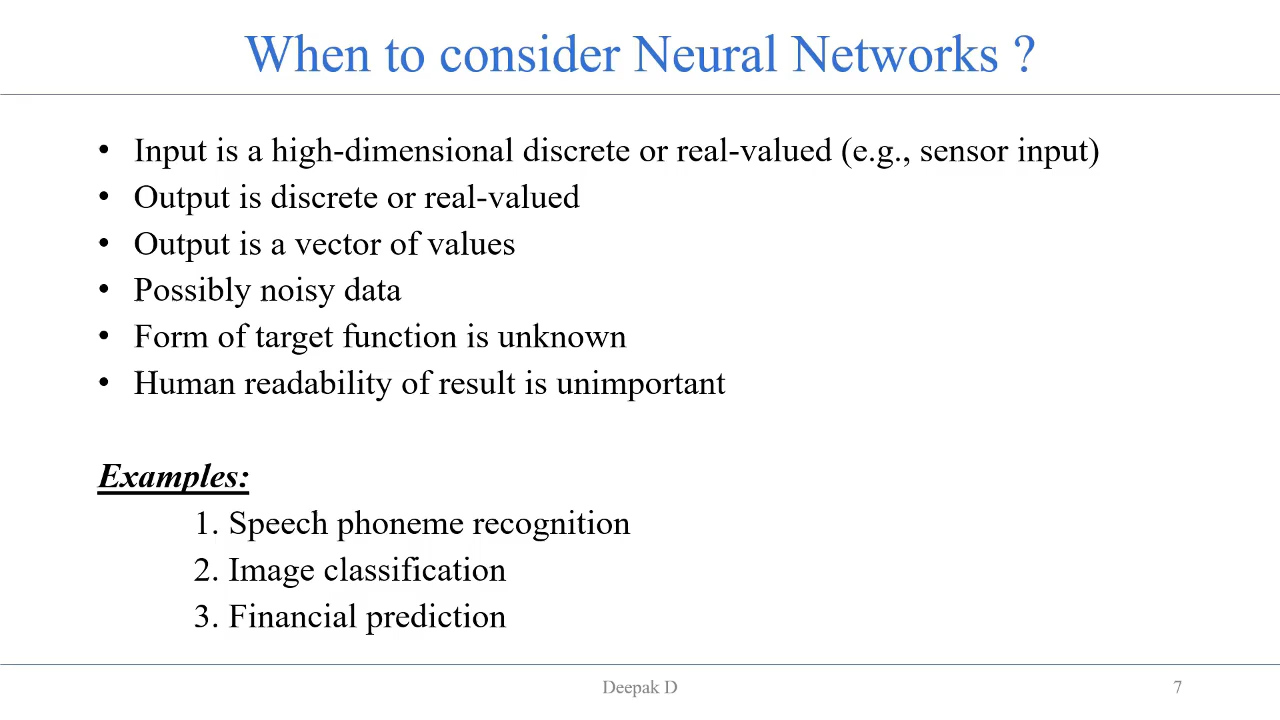 When to consider Neural Networks ?
• Input is a high-dimensional discrete or real-valued (e.g., sensor input)
• Output is discrete or real-valued
• Output is a vector of values
• Possibly noisy data
• Form of target function is unknown
• Human readability of result is unimportant
Examples:
1. Speech phoneme recognition
2. Image classification
3. Financial prediction
Deepak D
7